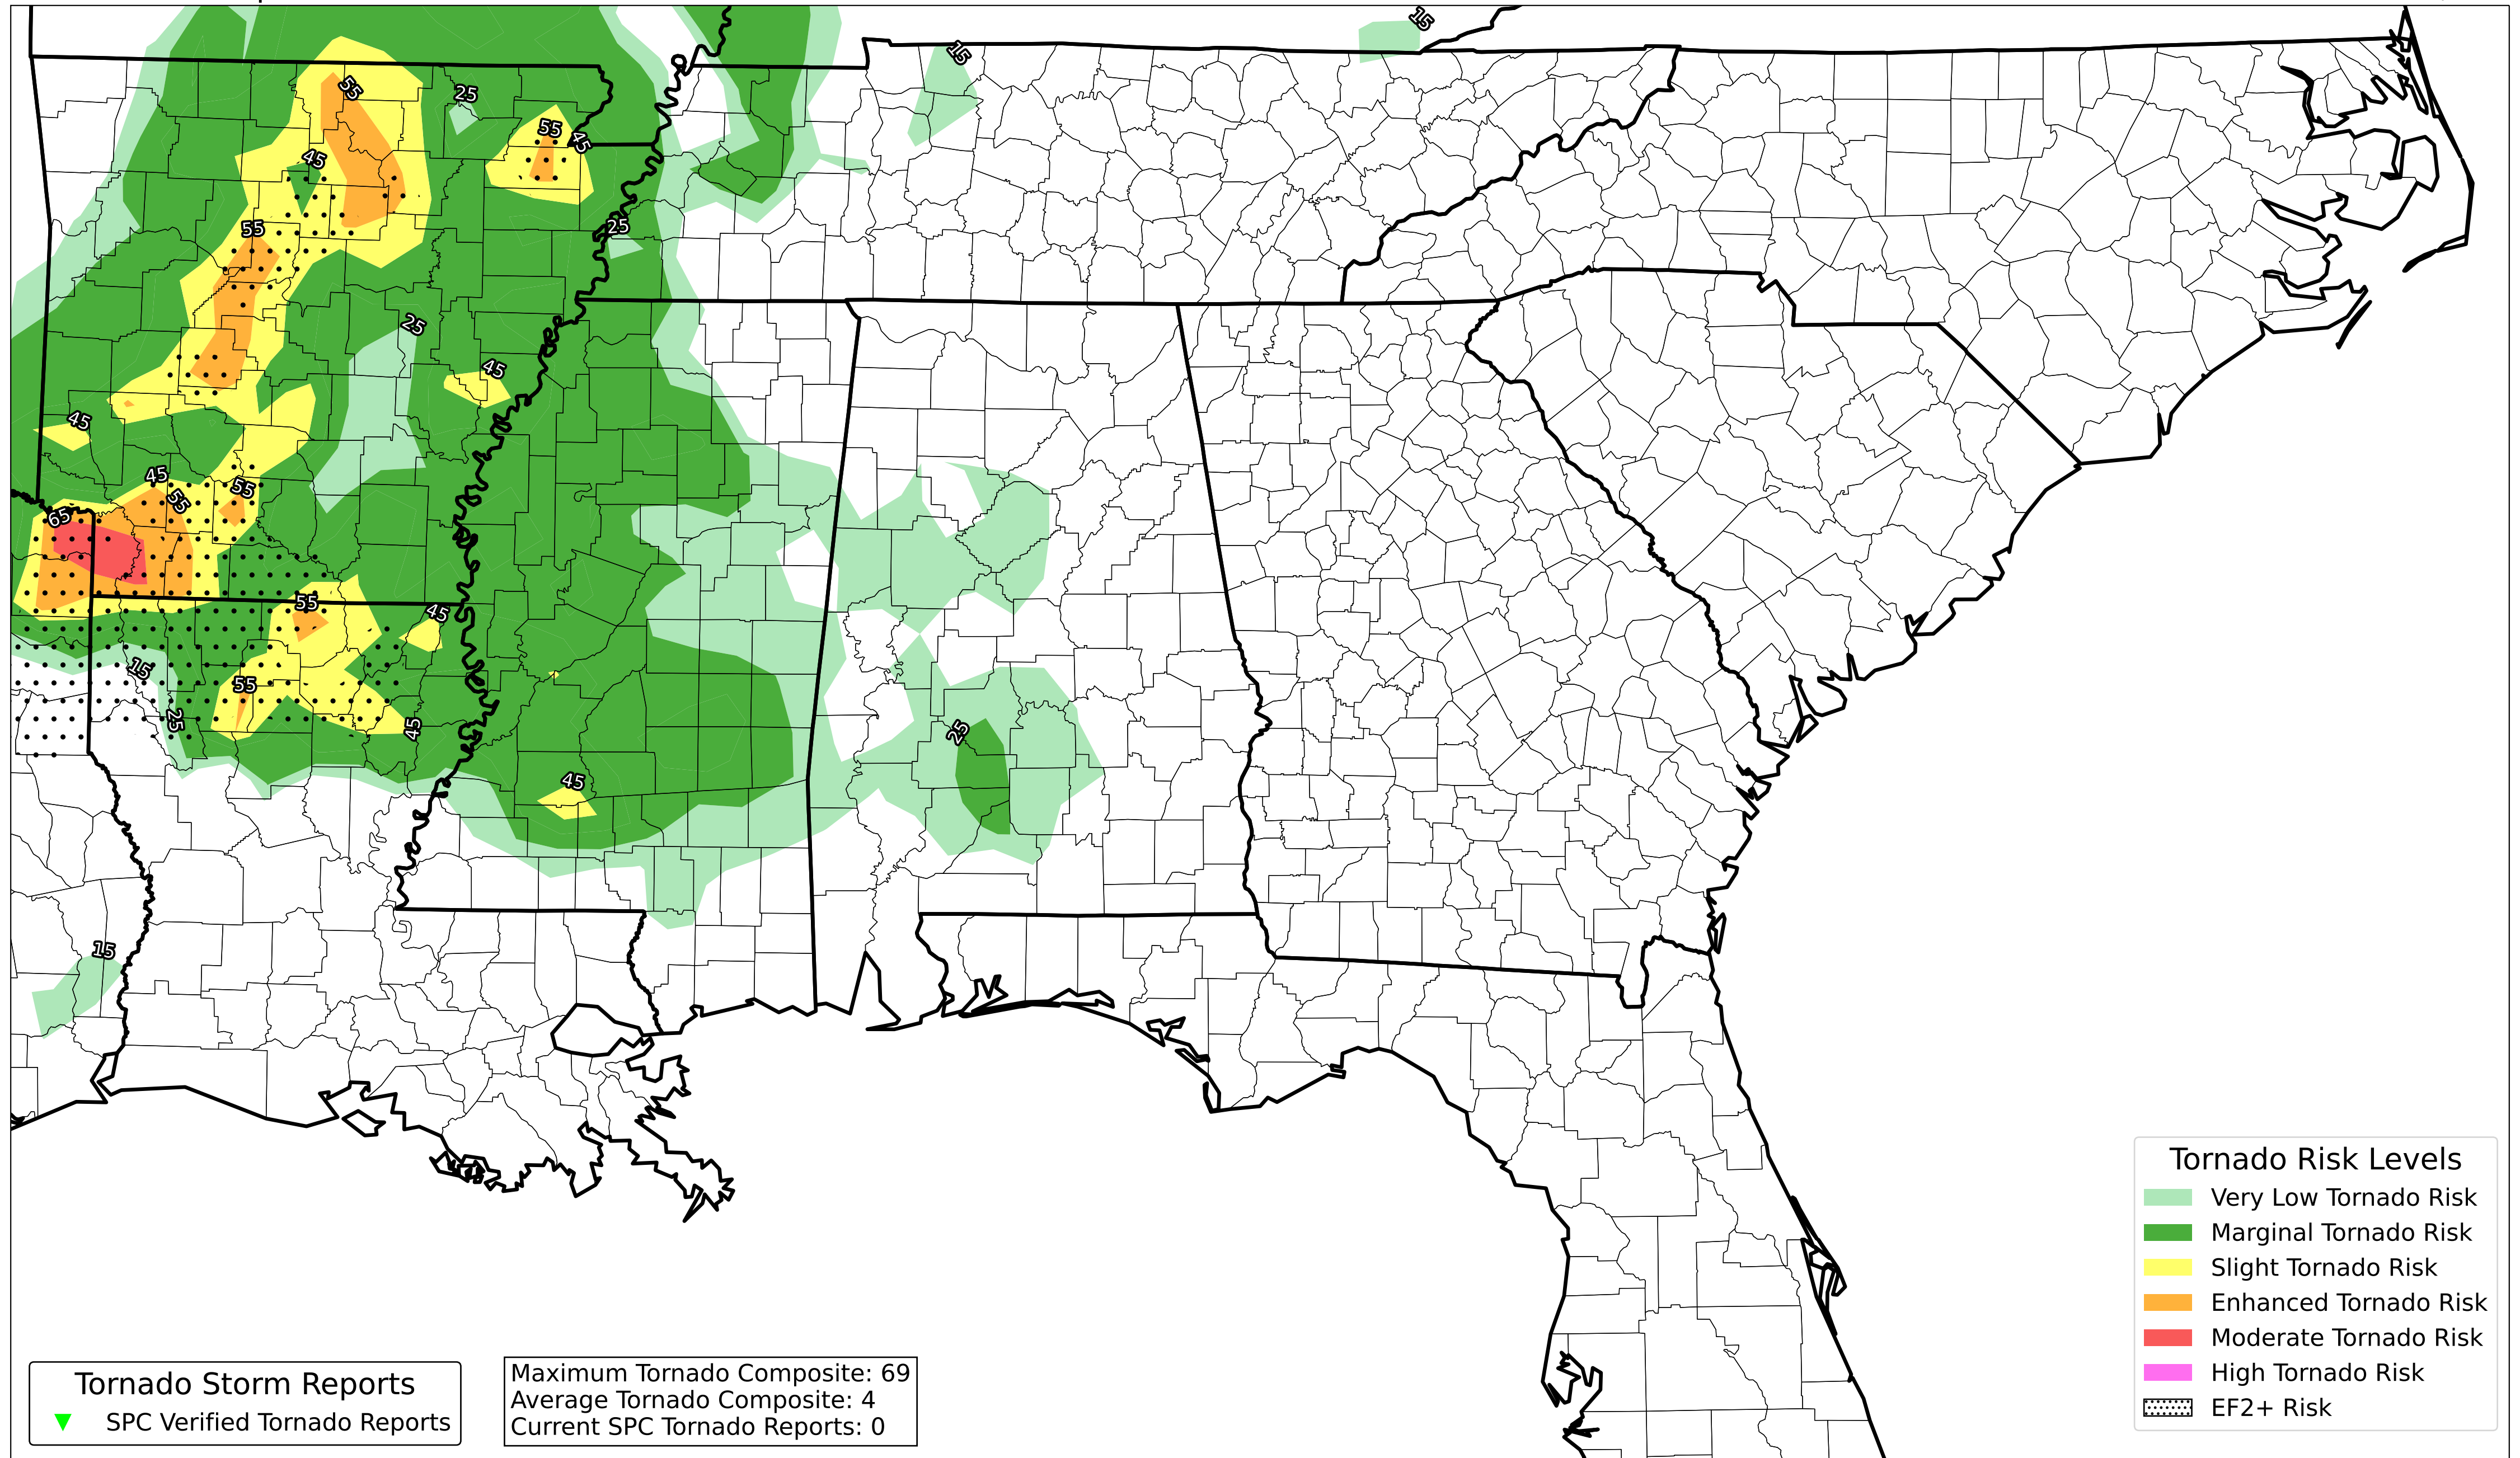 15
15
55
25
55
45
45
55
25
25
45
45
45
55
55
65
55
45
15
55
25
45
25
45
15
Tornado Risk Levels
Very Low Tornado Risk
Marginal Tornado Risk
Slight Tornado Risk
Enhanced Tornado Risk
Moderate Tornado Risk
High Tornado Risk
EF2+ Risk
Tornado Storm Reports
SPC Verified Tornado Reports
Maximum Tornado Composite: 69
Average Tornado Composite: 4
Current SPC Tornado Reports: 0